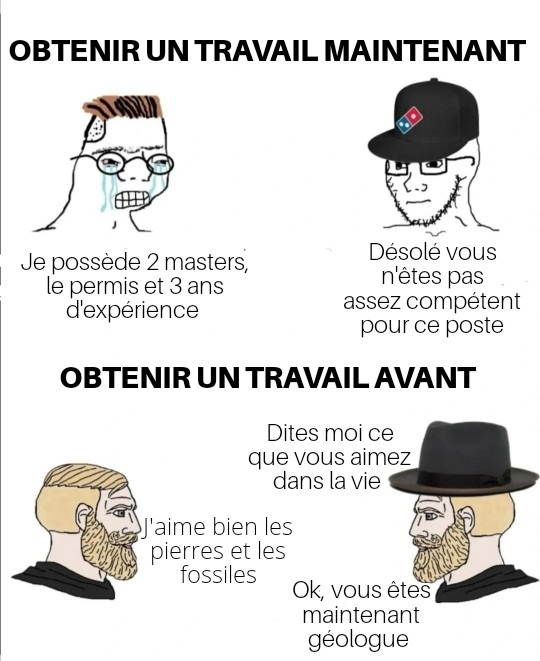 OBTENIR UN TRAVAIL MAINTENANT
Je possède 2 masters,
le permis et 3 ans
d'expérience
Désolé vous
n'êtes pas
assez compétent
pour ce poste
OBTENIR UN TRAVAIL AVANT
Dites moi ce
que vous aimez
dans la vie
J'aime bien les
pierres et les
fossiles
Ok, vous êtes
maintenant
géologue